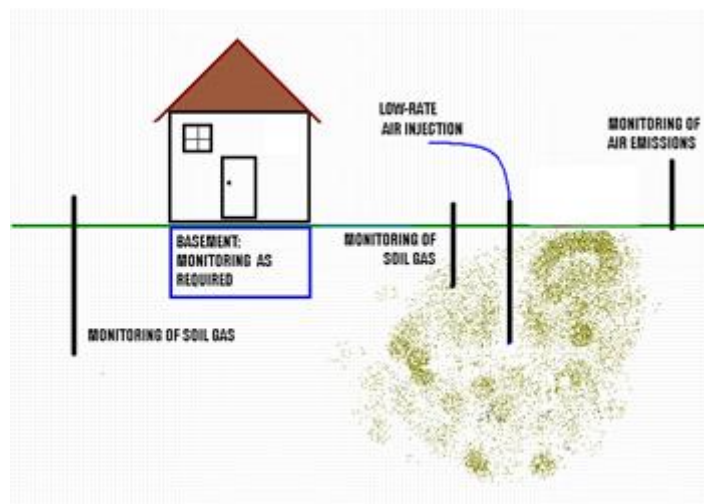 LOW-RATE
AIR INJECTION
MONITORING OF
AIR EMISSIONS
BASEMENT:
MONITORING AS
REQUIRED
MONITORING OF
SOIL GAS
MONITORING OF SOIL GAS